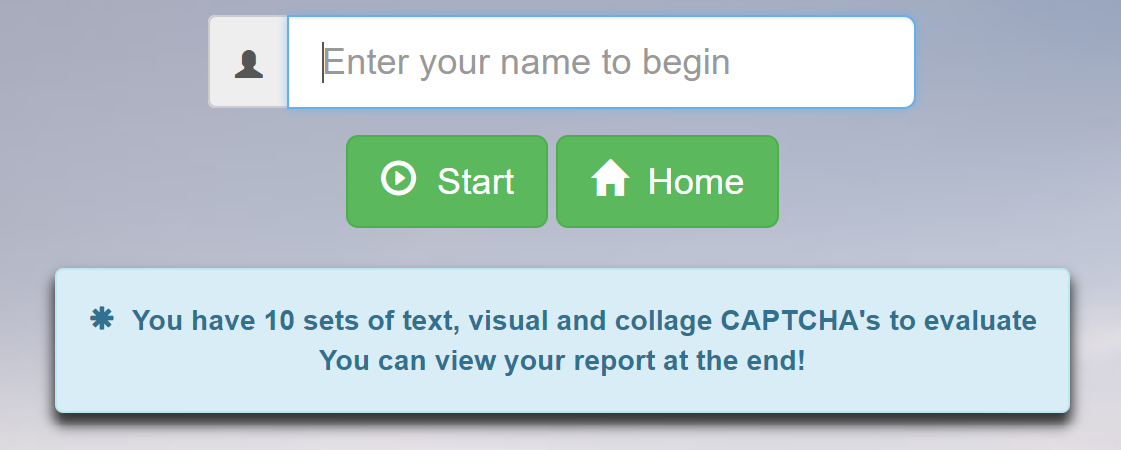 Enter your name to begin
Start
Home
You have 10 sets of text, visual and collage CAPTCHA's to evaluate
You can view your report at the end!